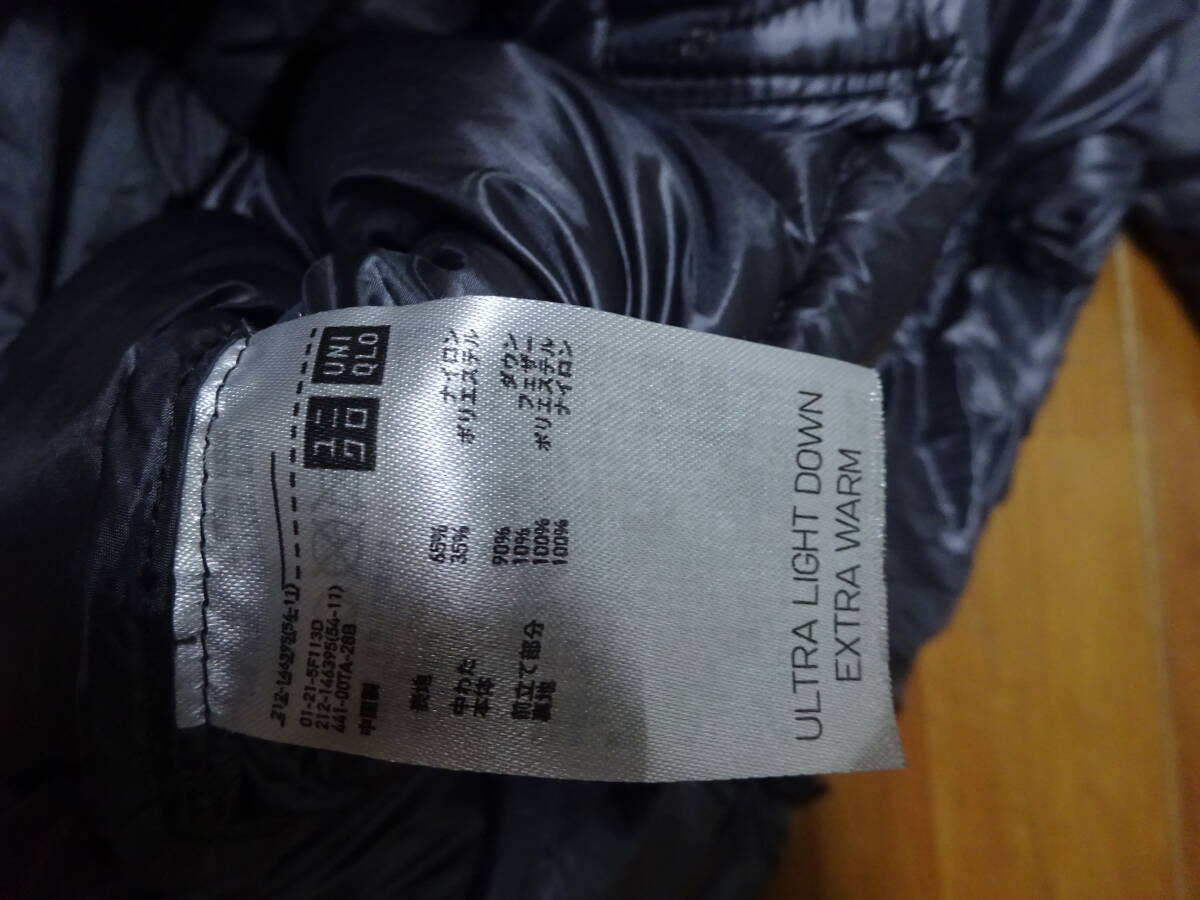 212-146395(54-11)
01-21-5F113D
212-146395(54-11)
441-00TA-28B
中国製
ユニ
クロ
UNI
QLO
表地 65% ナイロン
35% ポリエステル
中わた
本体 90% ダウン
10% フェザー
前立て部分 100% ポリエステル
裏地 100% ナイロン
ULTRA LIGHT DOWN
EXTRA WARM